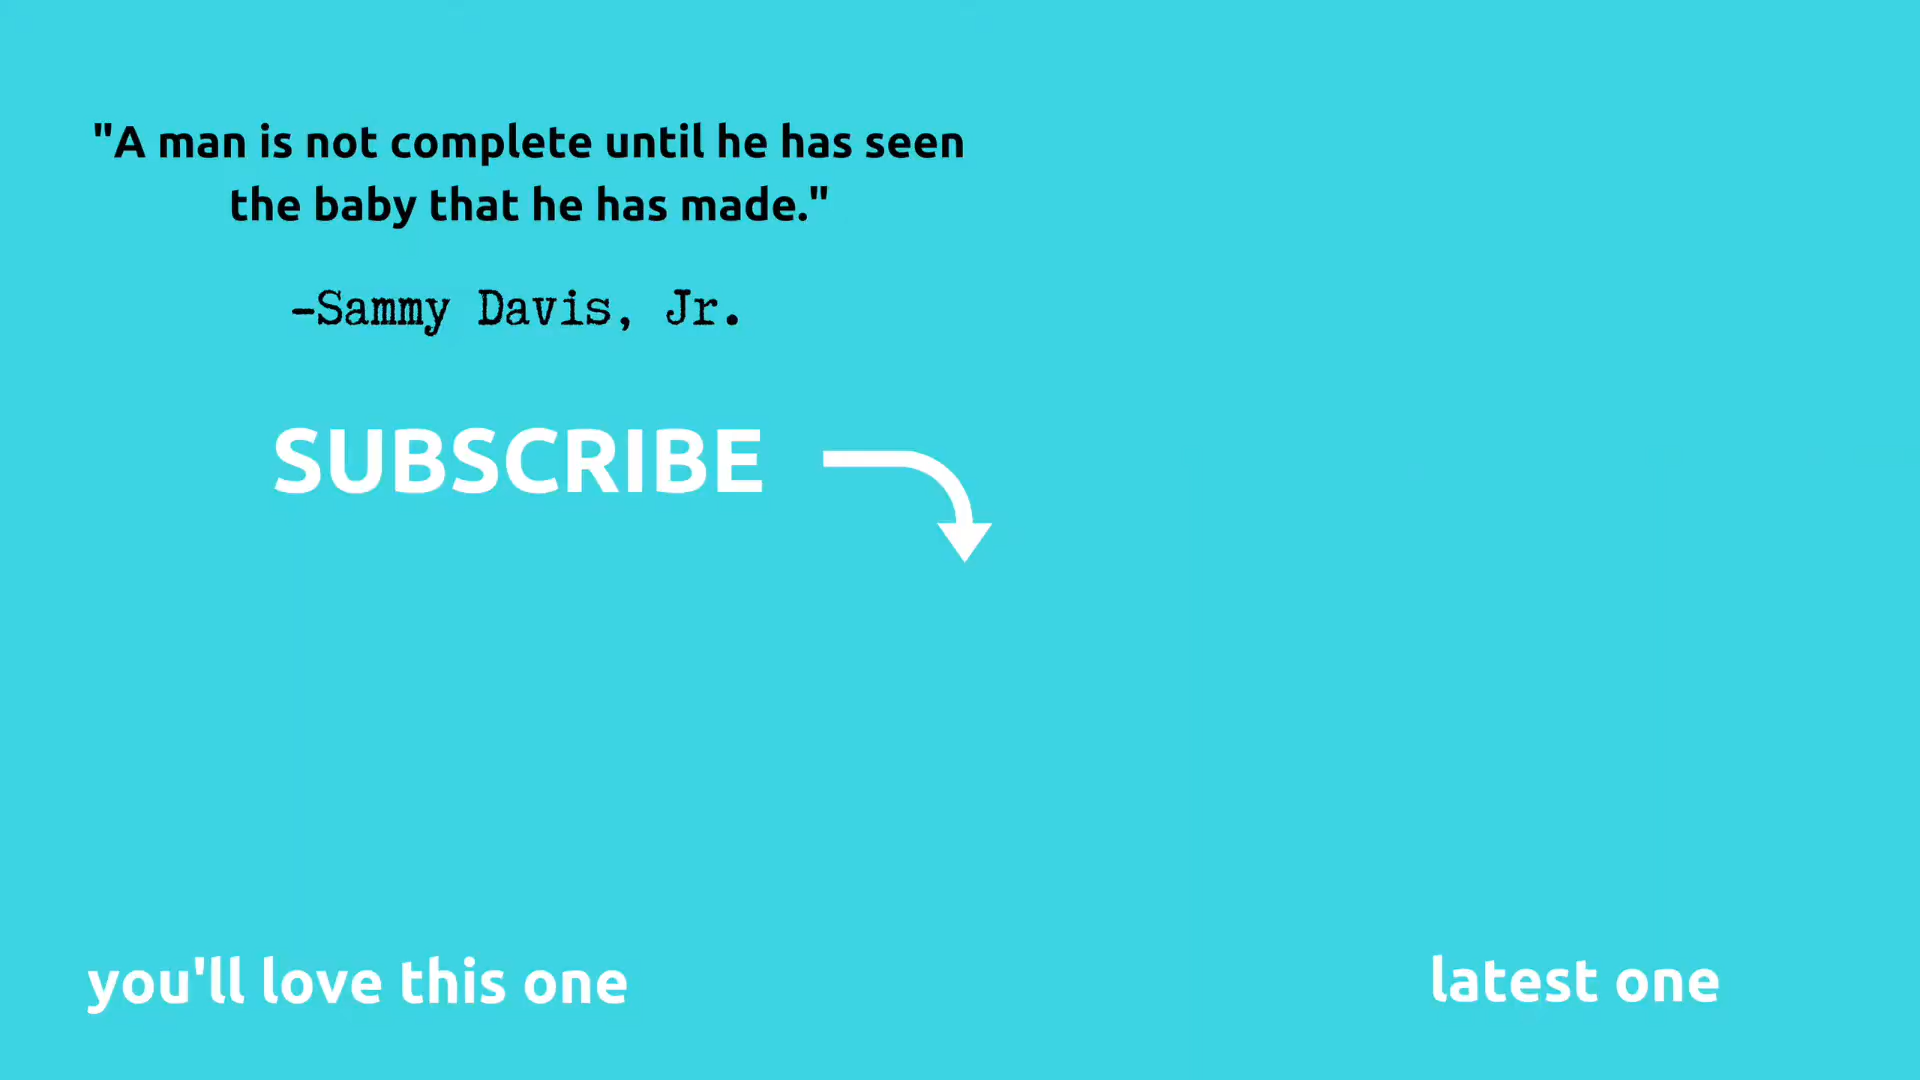 "A man is not complete until he has seen
the baby that he has made."
-Sammy Davis, Jr.
SUBSCRIBE
you'll love this one
latest one